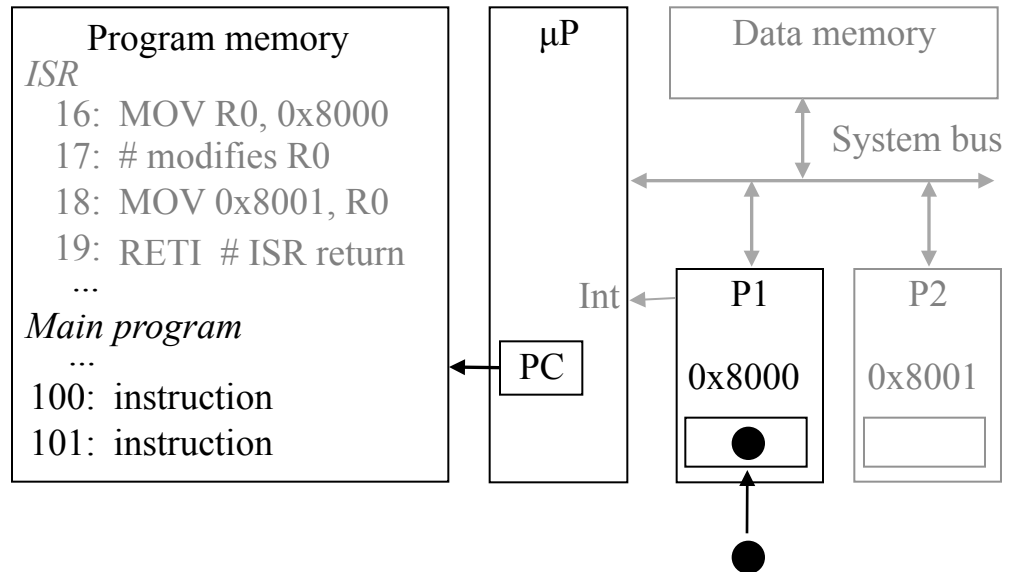 Program memory
ISR
16: MOV R0, 0x8000
17: # modifies R0
18: MOV 0x8001, R0
19: RETI # ISR return
...
Main program
...
100: instruction
101: instruction
μP
Int
PC
Data memory
System bus
P1
0x8000
P2
0x8001